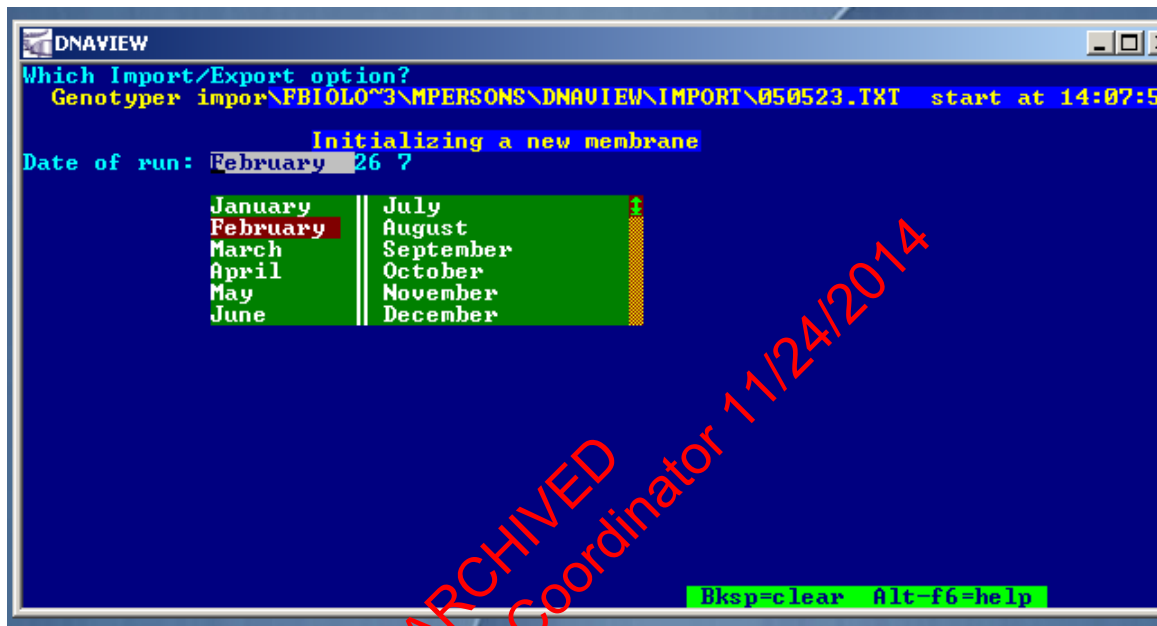 DNAVIEW
Which Import/Export option?
Genotyper impor\FBIOLO~3\MPERSONS\DNAVIEW\IMPORT\050523.TXT start at 14:07:5
Initializing a new membrane
Date of run: February 26 7
January July
February August
March September
April October
May November
June December
ARCHIVED
Coordinator 11/24/2014
Bksp=clear Alt-f6=help